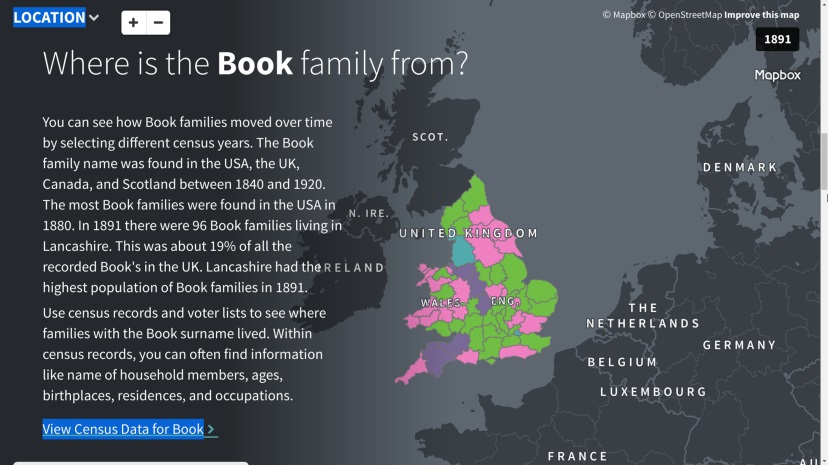 LOCATION
+ −
© Mapbox © OpenStreetMap Improve this map
1891
Mapbox
Where is the Book family from?
You can see how Book families moved over time
by selecting different census years. The Book
family name was found in the USA, the UK,
Canada, and Scotland between 1840 and 1920.
The most Book families were found in the USA in
1880. In 1891 there were 96 Book families living in
Lancashire. This was about 19% of all the
recorded Book's in the UK. Lancashire had the
highest population of Book families in 1891.
Use census records and voter lists to see where
families with the Book surname lived. Within
census records, you can often find information
like name of household members, ages,
birthplaces, residences, and occupations.
View Census Data for Book >
SCOT.
DENMARK
N. IRE.
UNITED KINGDOM
IRELAND
WALES
ENG.
THE
NETHERLANDS
GERMANY
BELGIUM
LUXEMBOURG
FRANCE
AU